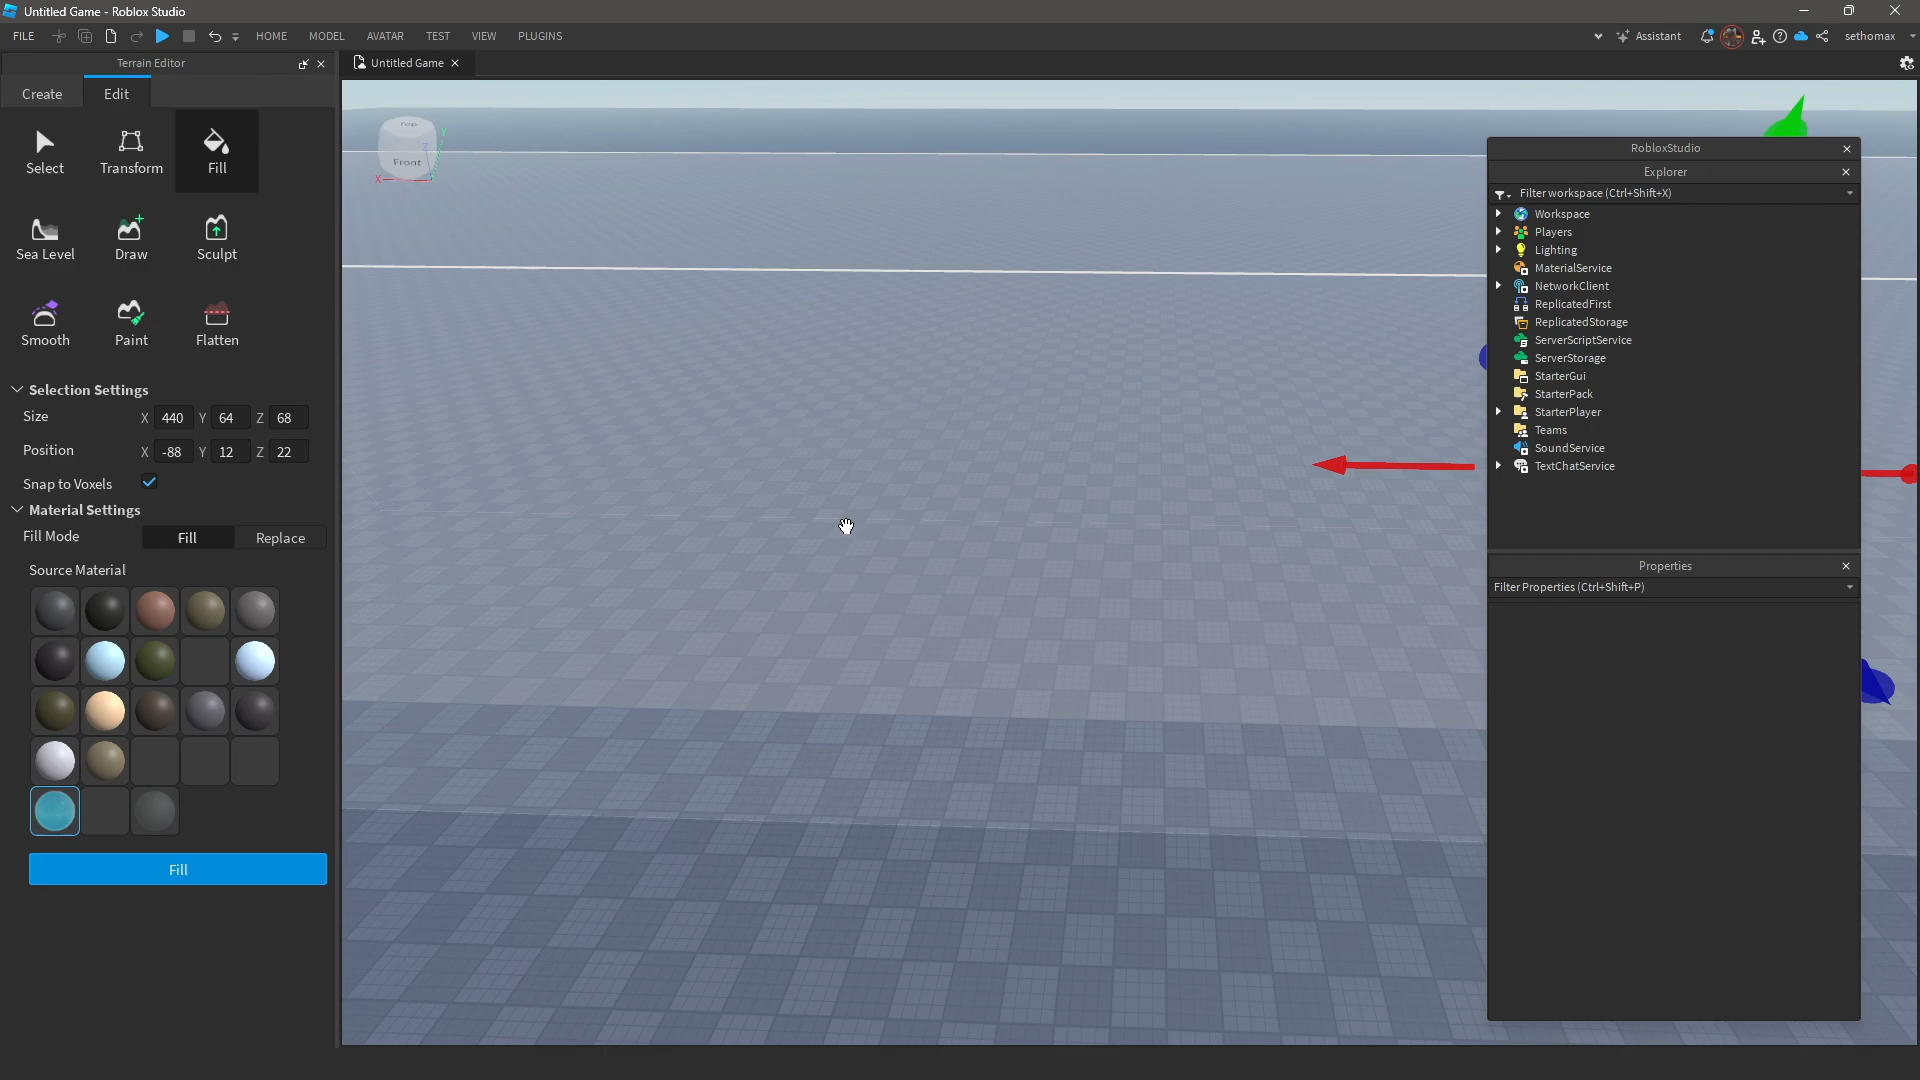 Untitled Game - Roblox Studio
FILE HOME MODEL AVATAR TEST VIEW PLUGINS Assistant sethomax
Terrain Editor
Untitled Game
Create Edit
Select Transform Fill
Sea Level Draw Sculpt
Smooth Paint Flatten
Selection Settings
Size X 440 Y 64 Z 68
Position X -88 Y 12 Z 22
Snap to Voxels
Material Settings
Fill Mode Fill Replace
Source Material
Fill
Top
Front
X
Y
Z
RobloxStudio
Explorer
Filter workspace (Ctrl+Shift+X)
Workspace
Players
Lighting
MaterialService
NetworkClient
ReplicatedFirst
ReplicatedStorage
ServerScriptService
ServerStorage
StarterGui
StarterPack
StarterPlayer
Teams
SoundService
TextChatService
Properties
Filter Properties (Ctrl+Shift+P)